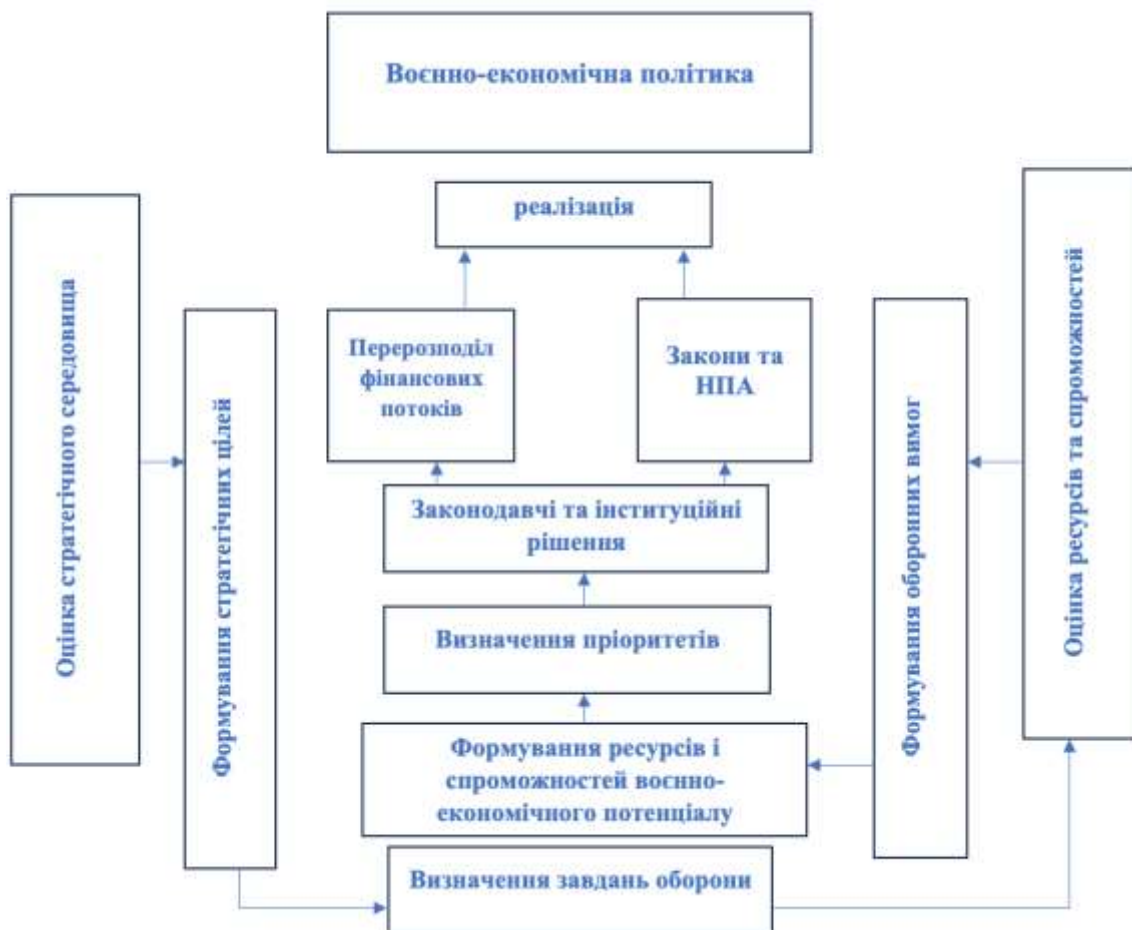 Воєнно-економічна політика
реалізація
Оцінка стратегічного середовища
Формування стратегічних цілей
Перерозподіл
фінансових
потоків
Закони та
НПА
Формування оборонних вимог
Оцінка ресурсів та спроможностей
Законодавчі та інституційні
рішення
Визначення пріоритетів
Формування ресурсів і
спроможностей воєнно-
економічного потенціалу
Визначення завдань оборони